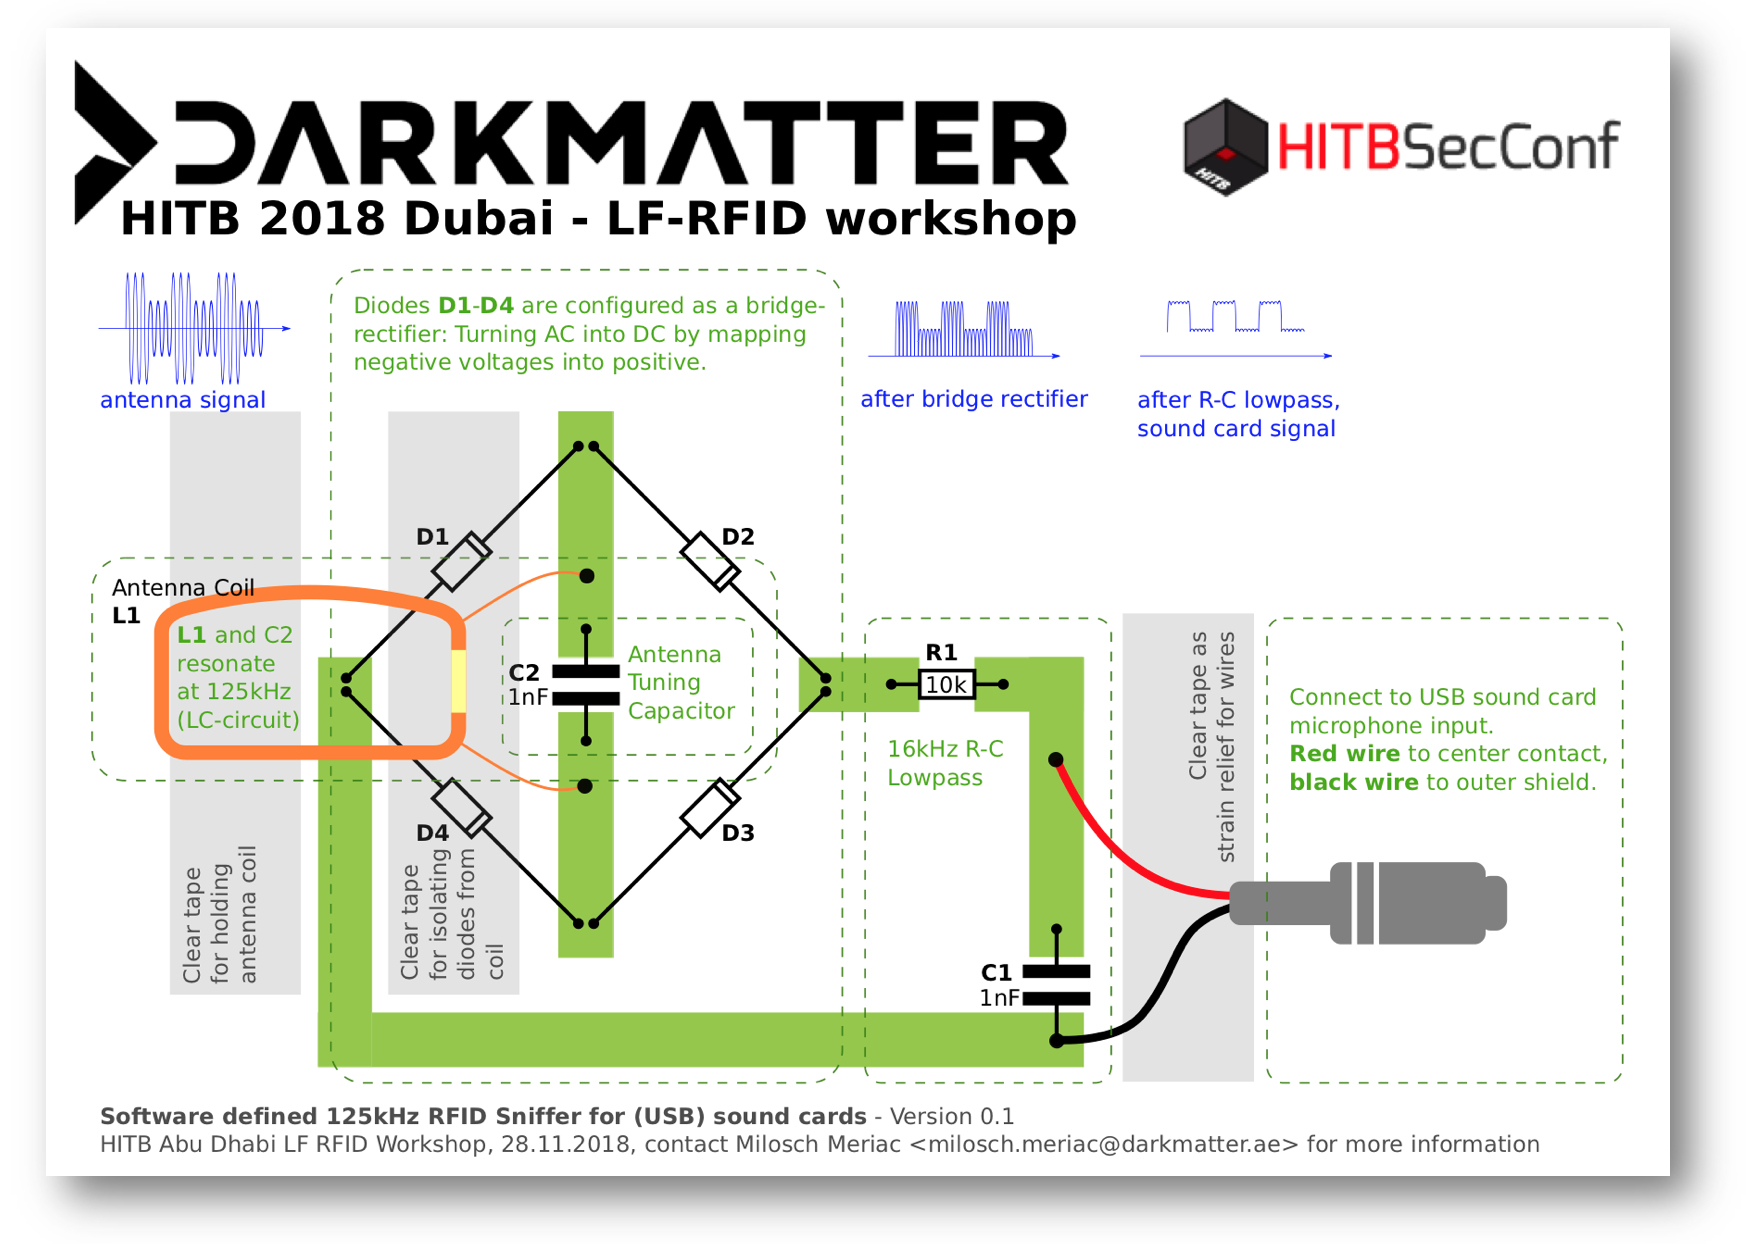 DARKMATTER
HITB 2018 Dubai - LF-RFID workshop
HITB
HITBSecConf
antenna signal
Diodes D1-D4 are configured as a bridge-
rectifier: Turning AC into DC by mapping
negative voltages into positive.
after bridge rectifier
after R-C lowpass,
sound card signal
D1
D2
Antenna Coil
L1
L1 and C2
resonate
at 125kHz
(LC-circuit)
C2
1nF
Antenna
Tuning
Capacitor
R1
10k
16kHz R-C
Lowpass
Clear tape as
strain relief for wires
Connect to USB sound card
microphone input.
Red wire to center contact,
black wire to outer shield.
D4
D3
Clear tape
for holding
antenna coil
Clear tape
for isolating
diodes from
coil
C1
1nF
Software defined 125kHz RFID Sniffer for (USB) sound cards - Version 0.1
HITB Abu Dhabi LF RFID Workshop, 28.11.2018, contact Milosch Meriac <milosch.meriac@darkmatter.ae> for more information